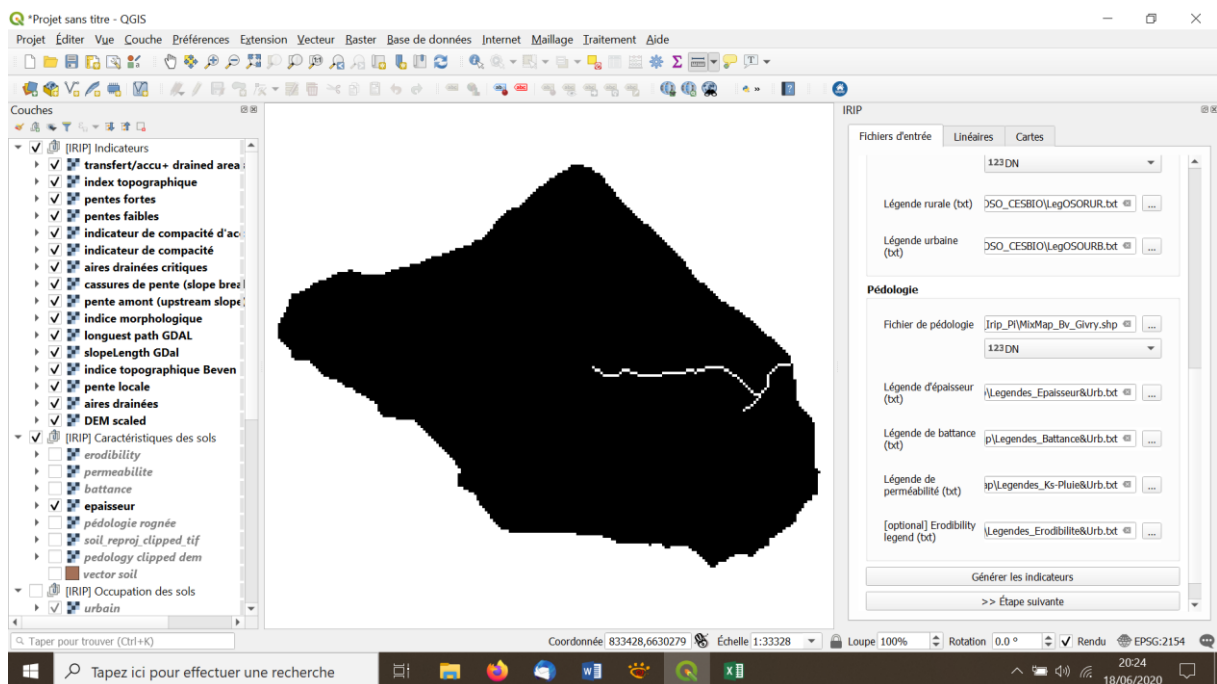 *Projet sans titre - QGIS
Projet Éditer Vue Couche Préférences Extension Vecteur Raster Base de données Internet Maillage Traitement Aide
Couches
[IRIP] Indicateurs
transfert/accu+ drained area
index topographique
pentes fortes
pentes faibles
indicateur de compacité d'ac
indicateur de compacité
aires drainées critiques
cassures de pente (slope brea
pente amont (upstream slope)
indice morphologique
longuest path GDAL
slopeLength GDal
indice topographique Beven
pente locale
aires drainées
DEM scaled
[IRIP] Caractéristiques des sols
erodibility
permeabilite
battance
epaisseur
pédologie rognée
soil_reproj_clipped_tif
pedology clipped dem
vector soil
[IRIP] Occupation des sols
urbain
IRIP
Fichiers d'entrée Linéaires Cartes
123 DN
Légende rurale (txt) OSO_CESBIO\LegOSORUR.txt ...
Légende urbaine
(txt) OSO_CESBIO\LegOSOURB.txt ...
Pédologie
Fichier de pédologie _Irip_Pl\MixMap_Bv_Givry.shp ...
123 DN
Légende d'épaisseur
(txt) \Legendes_Epaisseur&Urb.txt ...
Légende de battance
(txt) p\Legendes_Battance&Urb.txt ...
Légende de
perméabilité (txt) ap\Legendes_Ks-Pluie&Urb.txt ...
[optional] Erodibility
legend (txt) \Legendes_Erodibilite&Urb.txt ...
Générer les indicateurs
>> Étape suivante
Taper pour trouver (Ctrl+K) Coordonnée 833428,6630279 Échelle 1:33328 Loupe 100% Rotation 0.0 ° Rendu EPSG:2154
Tapez ici pour effectuer une recherche
20:24
18/06/2020